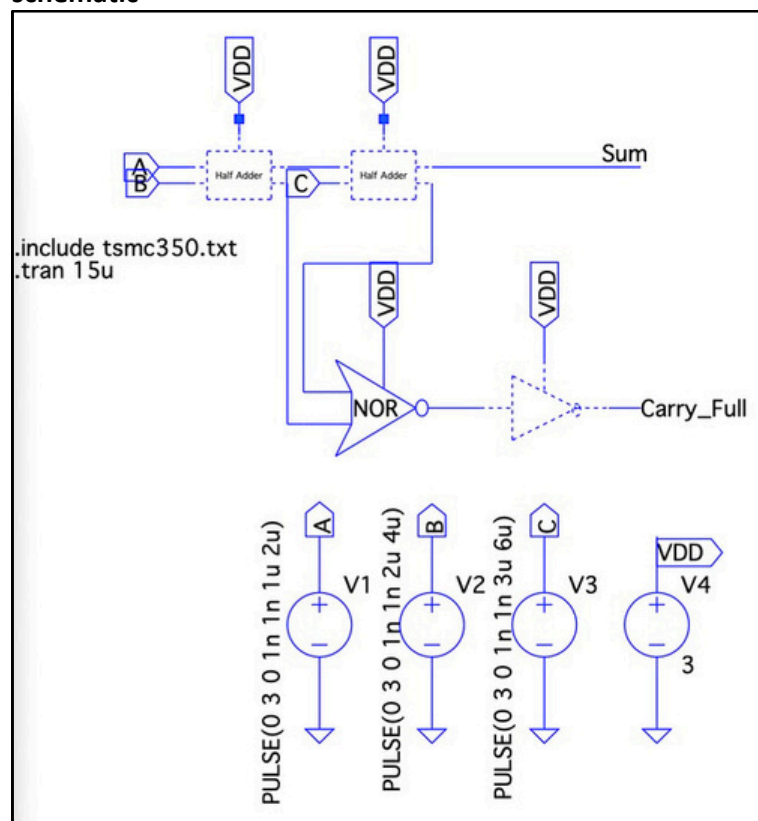 schematic
VDD
VDD
A
B
Half Adder
C
Half Adder
Sum
.include tsmc350.txt
.tran 15u
VDD
VDD
NOR
Carry_Full
A
B
C
VDD
V1
V2
V3
V4
PULSE(0 3 0 1n 1n 1u 2u)
PULSE(0 3 0 1n 1n 2u 4u)
PULSE(0 3 0 1n 1n 3u 6u)
3